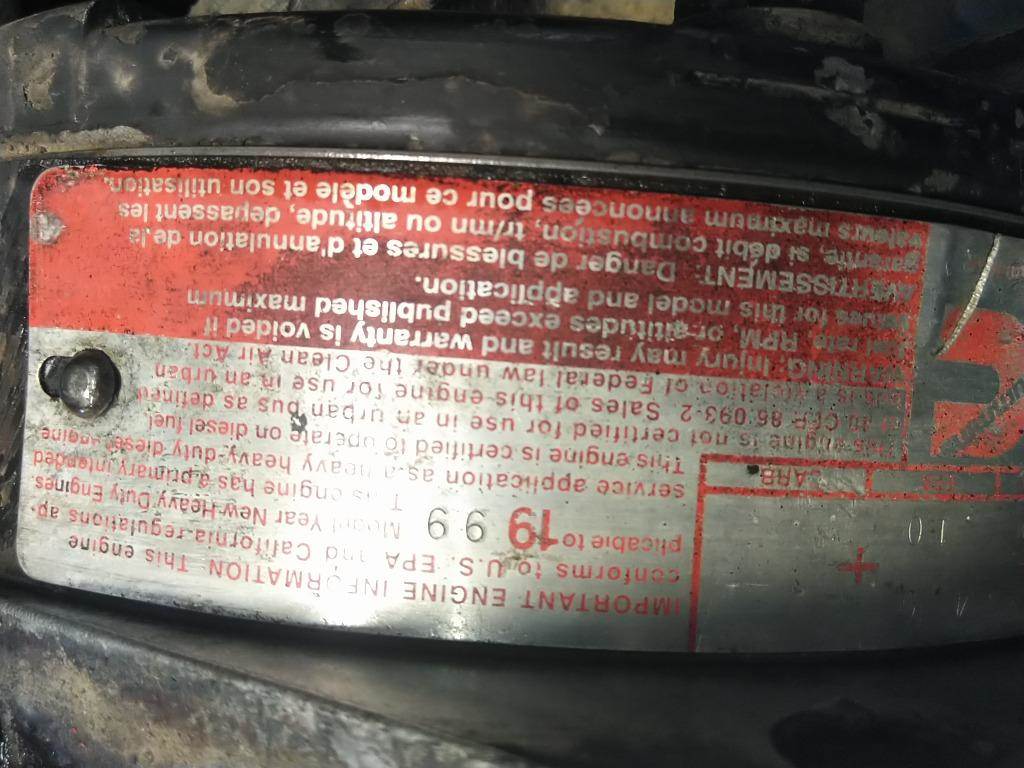 IMPORTANT ENGINE INFORMATION This engine
conforms to U.S. EPA and California regulations ap-
plicable to 1999 Model Year New Heavy Duty Engines.
This engine has a primary intended
service application as a heavy heavy-duty diesel engine
This engine is certified to operate on diesel fuel
This engine is not certified for use in an urban bus as defined
at 40 CFR 86.093-2 Sales of this engine for use in an urban
bus is a violation of Federal law under the Clean Air Act.
WARNING: Injury may result and warranty is voided if
fuel rate, RPM, or altitudes exceed published maximum
values for this model and application.
AVERTISSEMENT: Danger de blessures et d'annulation de la
garantie, si débit combustion, tr/mn ou altitude, depassent les
valeurs maximum annoncées pour ce modèle et son utilisation.
CARB
10
+